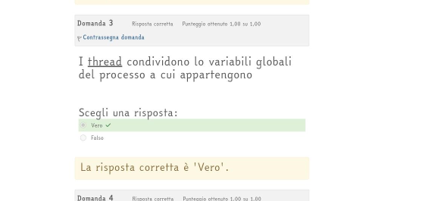 Domanda 3 Risposta corretta Punteggio ottenuto 1,00 su 1,00
Contrassegna domanda
I thread condividono lo variabili globali
del processo a cui appartengono
Scegli una risposta:
Vero
Falso
La risposta corretta è 'Vero'.
Domanda 4 Risposta corretta Punteggio ottenuto 1,00 su 1,00